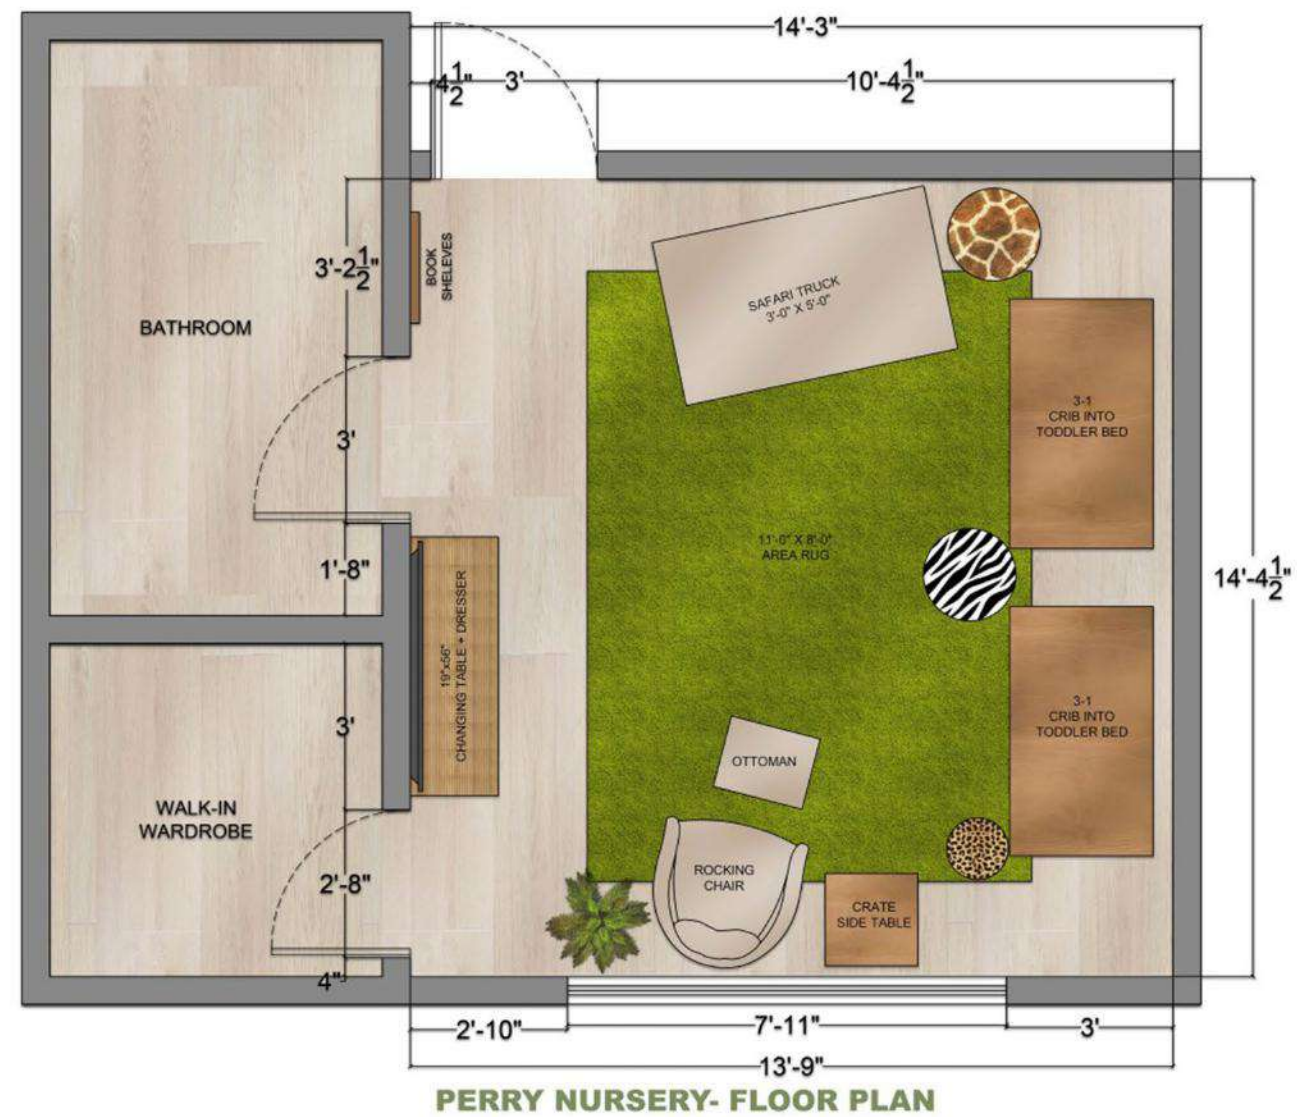 14'-3"
4 1/2"
3'
10'-4 1/2"
3'-2 1/2"
BOOK
SHELEVES
BATHROOM
SAFARI TRUCK
3'-0" X 5'-0"
3-1
CRIB INTO
TODDLER BED
3'
11'-0" X 8'-0"
AREA RUG
1'-8"
14'-4 1/2"
19"x56"
CHANGING TABLE + DRESSER
3'
3-1
CRIB INTO
TODDLER BED
OTTOMAN
WALK-IN
WARDROBE
2'-8"
ROCKING
CHAIR
CRATE
SIDE TABLE
4"
2'-10"
7'-11"
3'
13'-9"
PERRY NURSERY- FLOOR PLAN